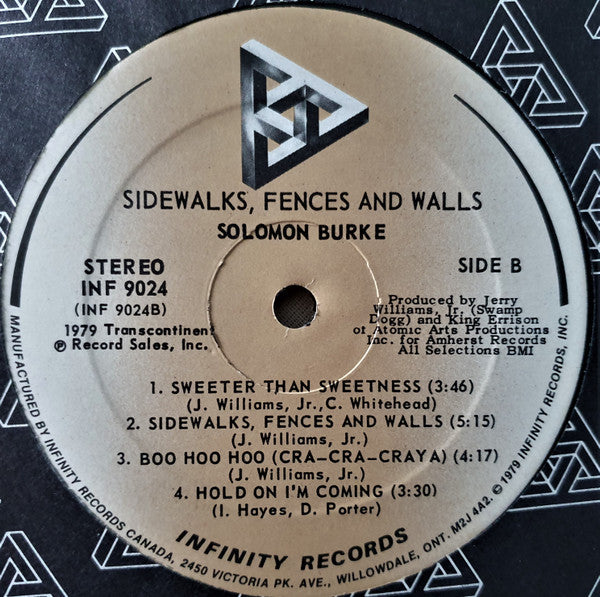 SIDEWALKS, FENCES AND WALLS
SOLOMON BURKE
STEREO
INF 9024
(INF 9024B)
1979 Transcontinent
℗ Record Sales, Inc.
SIDE B
Produced by Jerry
Williams, Jr. (Swamp
Dogg) and King Errison
of Atomic Arts Productions
Inc. for Amherst Records
All Selections BMI
1. SWEETER THAN SWEETNESS (3:46)
(J. Williams, Jr.,C. Whitehead)
2. SIDEWALKS, FENCES AND WALLS (5:15)
(J. Williams, Jr.)
3. BOO HOO HOO (CRA-CRA-CRAYA) (4:17)
(J. Williams, Jr.)
4. HOLD ON I'M COMING (3:30)
(I. Hayes, D. Porter)
INFINITY RECORDS
MANUFACTURED BY INFINITY RECORDS CANADA, 2450 VICTORIA PK. AVE., WILLOWDALE, ONT. M2J 4A2. © 1979 INFINITY RECORDS, INC.